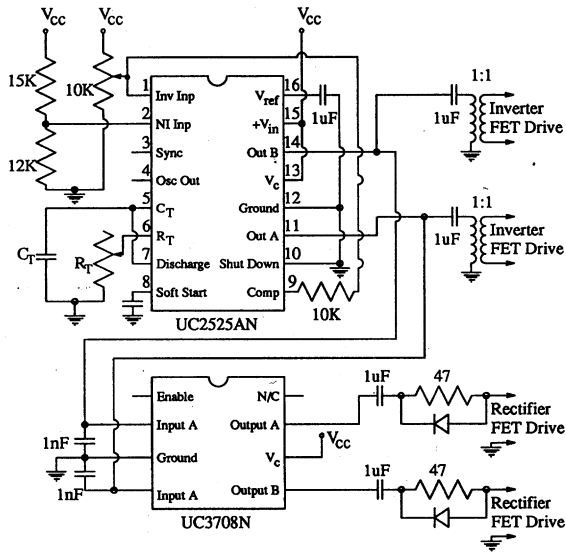 VCC VCC VCC
15K
10K
12K
1 Inv Inp
2 NI Inp
3 Sync
4 Osc Out
5 CT
6 RT
7 Discharge
8 Soft Start
16 Vref
15 +Vin
14 Out B
13 Vc
12 Ground
11 Out A
10 Shut Down
9 Comp
1uF
10K
CT
RT
UC2525AN
1uF
1:1
Inverter
FET Drive
1uF
1:1
Inverter
FET Drive
Enable
Input A
Ground
Input A
N/C
Output A
Vc
Output B
VCC
1nF
1nF
UC3708N
1uF
47
Rectifier
FET Drive
1uF
47
Rectifier
FET Drive